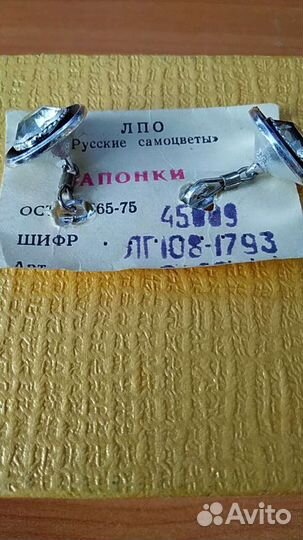 ЛПО
Русские самоцветы»
АПОНКИ
ОСТ 65-75
ШИФР ЛГ108-1793
Арт
Avito